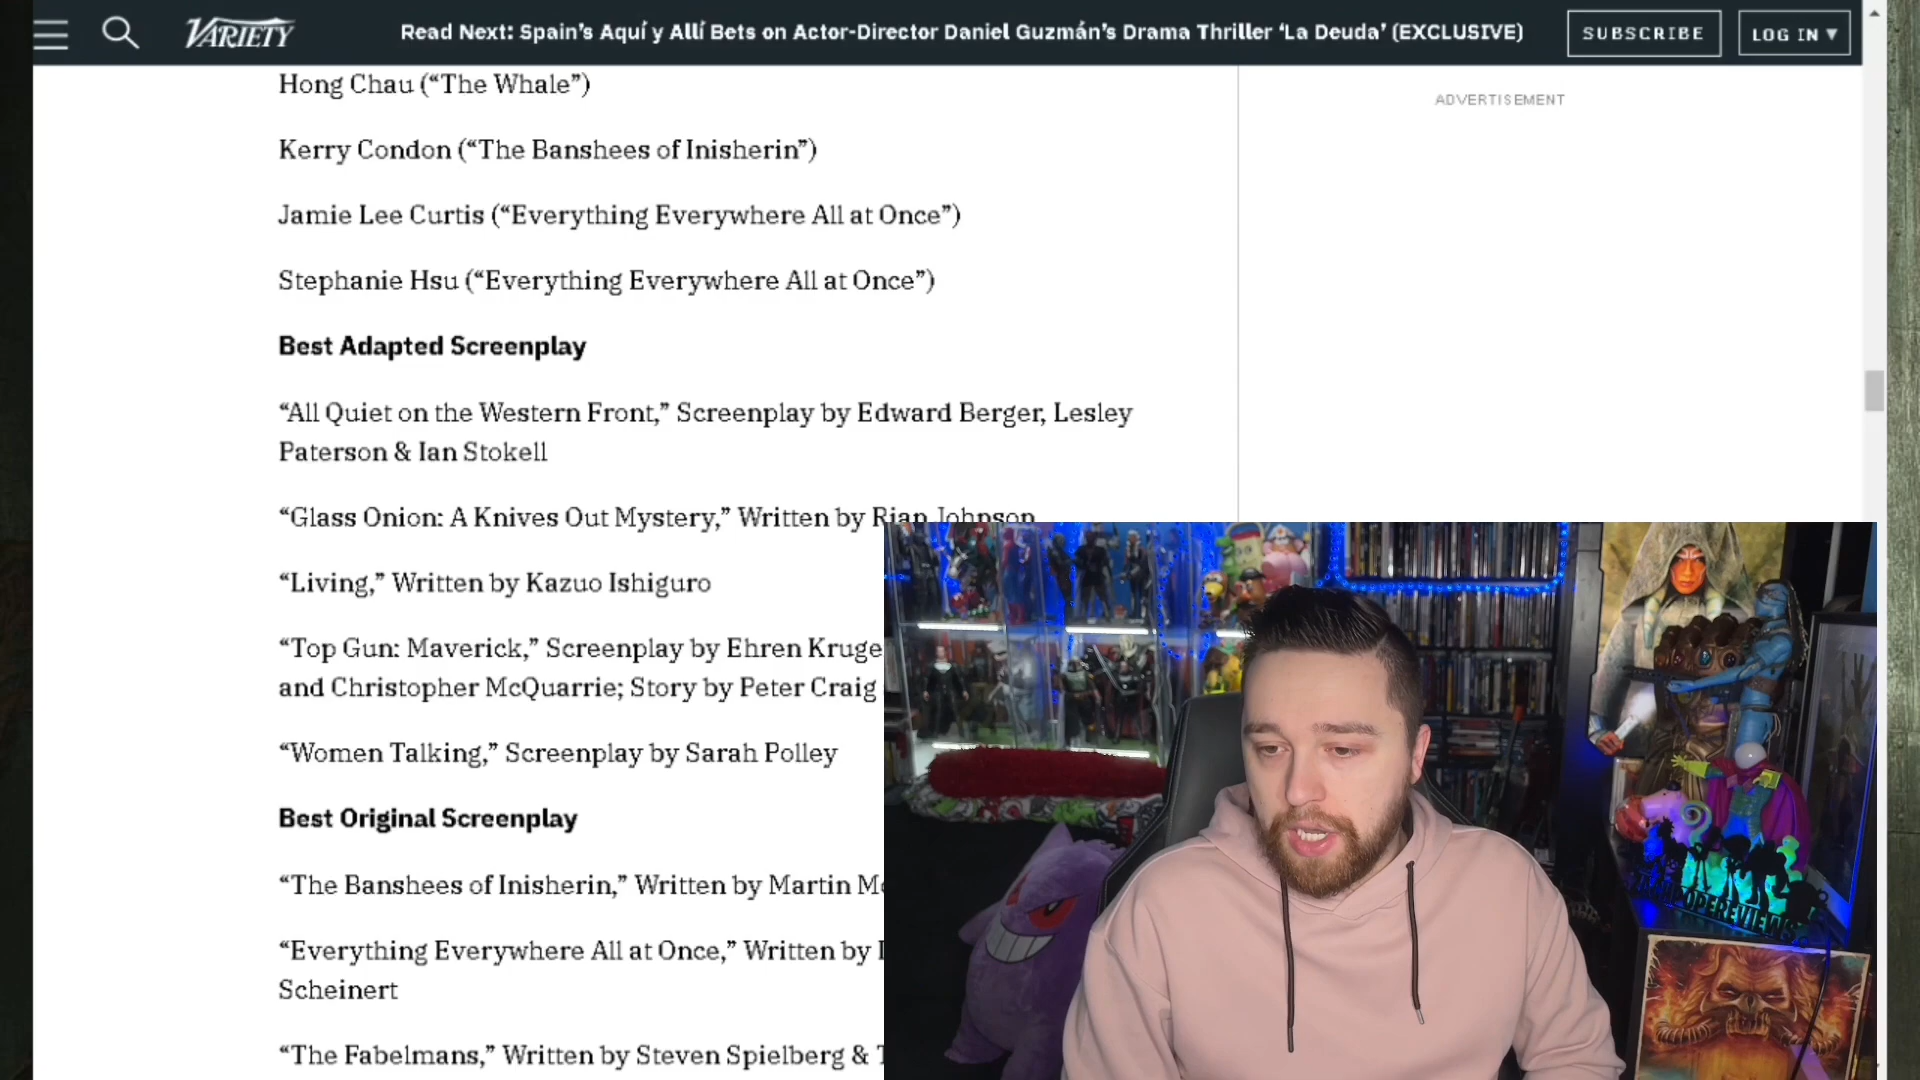 VARIETY
Read Next: Spain’s Aquí y Allí Bets on Actor-Director Daniel Guzmán’s Drama Thriller ‘La Deuda’ (EXCLUSIVE)
SUBSCRIBE
LOG IN ▼
ADVERTISEMENT
Hong Chau (“The Whale”)
Kerry Condon (“The Banshees of Inisherin”)
Jamie Lee Curtis (“Everything Everywhere All at Once”)
Stephanie Hsu (“Everything Everywhere All at Once”)
Best Adapted Screenplay
“All Quiet on the Western Front,” Screenplay by Edward Berger, Lesley
Paterson & Ian Stokell
“Glass Onion: A Knives Out Mystery,” Written by Rian Johnson
“Living,” Written by Kazuo Ishiguro
“Top Gun: Maverick,” Screenplay by Ehren Kruge
and Christopher McQuarrie; Story by Peter Craig
“Women Talking,” Screenplay by Sarah Polley
Best Original Screenplay
“The Banshees of Inisherin,” Written by Martin
“Everything Everywhere All at Once,” Written by
Scheinert
“The Fabelmans,” Written by Steven Spielberg &